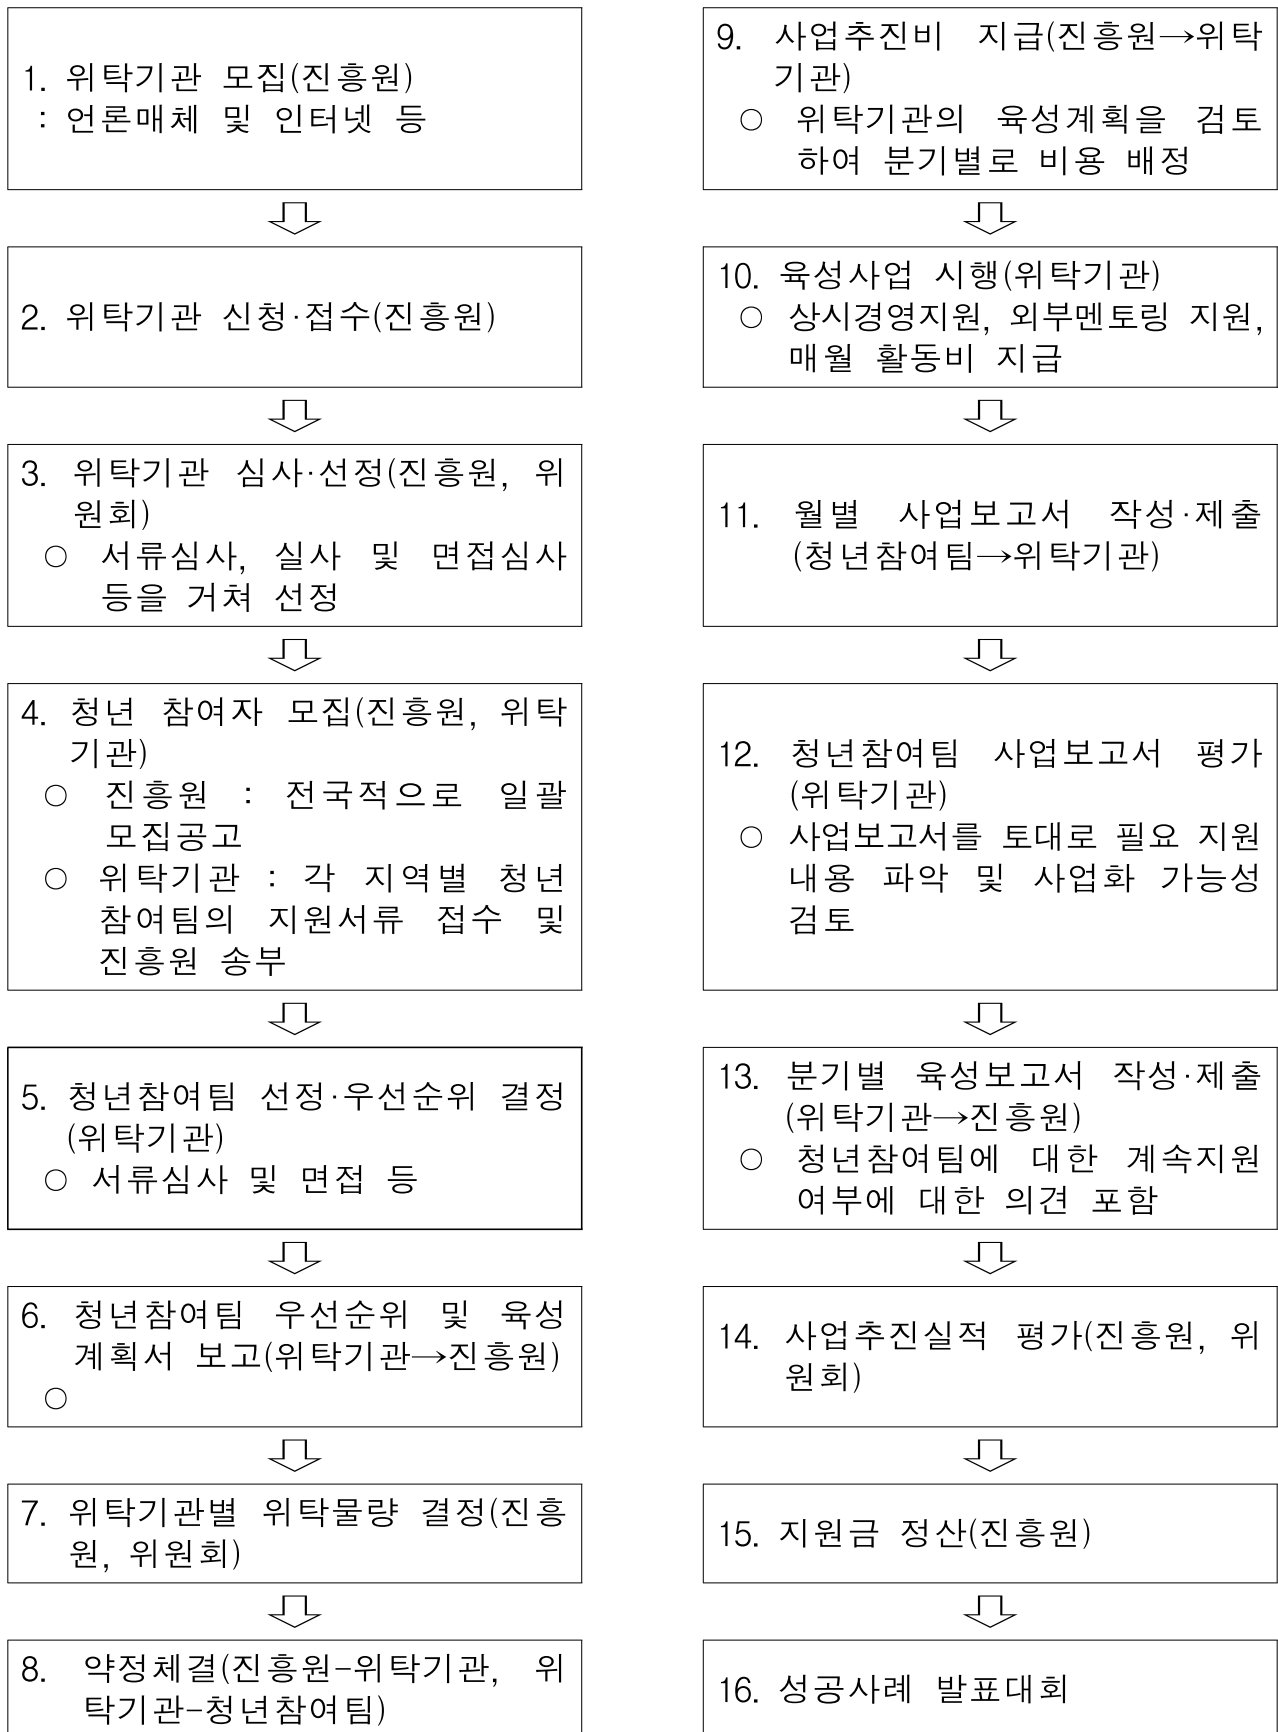 1. 위탁기관 모집(진흥원)
: 언론매체 및 인터넷 등
2. 위탁기관 신청·접수(진흥원)
3. 위탁기관 심사·선정(진흥원, 위
원회)
○ 서류심사, 실사 및 면접심사
등을 거쳐 선정
4. 청년 참여자 모집(진흥원, 위탁
기관)
○ 진흥원 : 전국적으로 일괄
모집공고
○ 위탁기관 : 각 지역별 청년
참여팀의 지원서류 접수 및
진흥원 송부
5. 청년참여팀 선정·우선순위 결정
(위탁기관)
○ 서류심사 및 면접 등
6. 청년참여팀 우선순위 및 육성
계획서 보고(위탁기관→진흥원)
○
7. 위탁기관별 위탁물량 결정(진흥
원, 위원회)
8. 약정체결(진흥원-위탁기관, 위
탁기관-청년참여팀)
9. 사업추진비 지급(진흥원→위탁
기관)
○ 위탁기관의 육성계획을 검토
하여 분기별로 비용 배정
10. 육성사업 시행(위탁기관)
○ 상시경영지원, 외부멘토링 지원,
매월 활동비 지급
11. 월별 사업보고서 작성·제출
(청년참여팀→위탁기관)
12. 청년참여팀 사업보고서 평가
(위탁기관)
○ 사업보고서를 토대로 필요 지원
내용 파악 및 사업화 가능성
검토
13. 분기별 육성보고서 작성·제출
(위탁기관→진흥원)
○ 청년참여팀에 대한 계속지원
여부에 대한 의견 포함
14. 사업추진실적 평가(진흥원, 위
원회)
15. 지원금 정산(진흥원)
16. 성공사례 발표대회